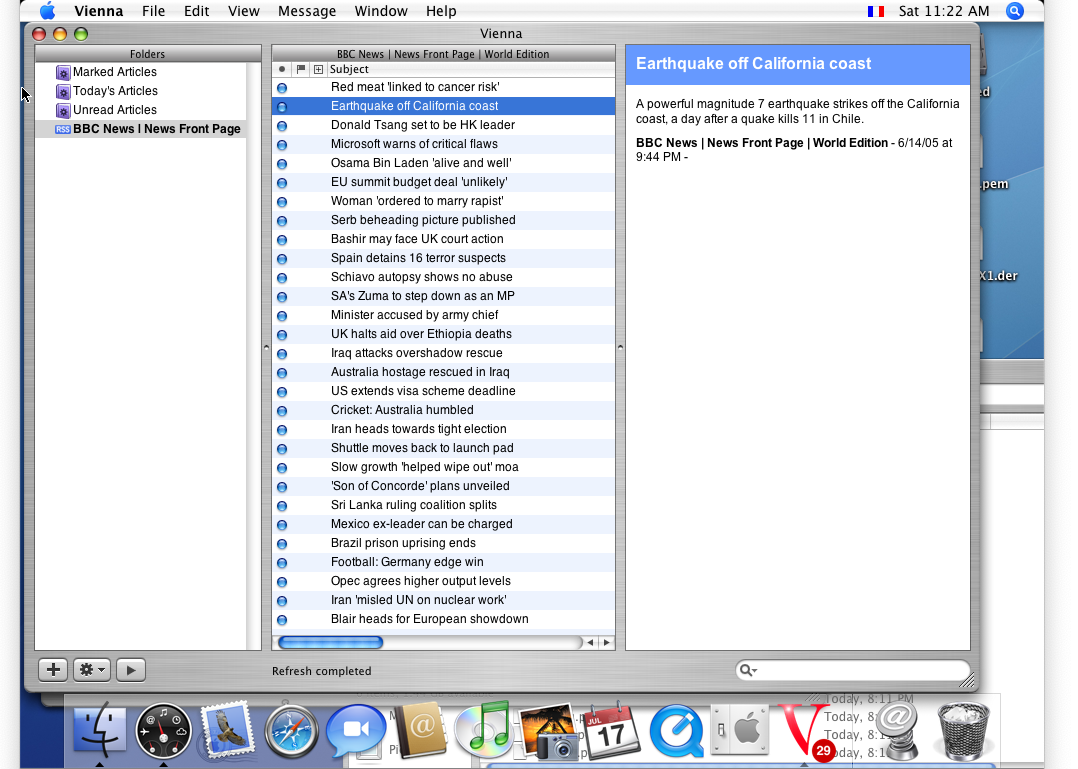 Vienna File Edit View Message Window Help Sat 11:22 AM
Vienna
Folders
Marked Articles
Today's Articles
Unread Articles
RSS BBC News | News Front Page
BBC News | News Front Page | World Edition
Subject
Red meat 'linked to cancer risk'
Earthquake off California coast
Donald Tsang set to be HK leader
Microsoft warns of critical flaws
Osama Bin Laden 'alive and well'
EU summit budget deal 'unlikely'
Woman 'ordered to marry rapist'
Serb beheading picture published
Bashir may face UK court action
Spain detains 16 terror suspects
Schiavo autopsy shows no abuse
SA's Zuma to step down as an MP
Minister accused by army chief
UK halts aid over Ethiopia deaths
Iraq attacks overshadow rescue
Australia hostage rescued in Iraq
US extends visa scheme deadline
Cricket: Australia humbled
Iran heads towards tight election
Shuttle moves back to launch pad
Slow growth 'helped wipe out' moa
'Son of Concorde' plans unveiled
Sri Lanka ruling coalition splits
Mexico ex-leader can be charged
Brazil prison uprising ends
Football: Germany edge win
Opec agrees higher output levels
Iran 'misled UN on nuclear work'
Blair heads for European showdown
Earthquake off California coast
A powerful magnitude 7 earthquake strikes off the California
coast, a day after a quake kills 11 in Chile.
BBC News | News Front Page | World Edition - 6/14/05 at
9:44 PM -
ed
.pem
X1.der
Refresh completed
Today, 8:11 PM
Today, 8:
JUL
17
29